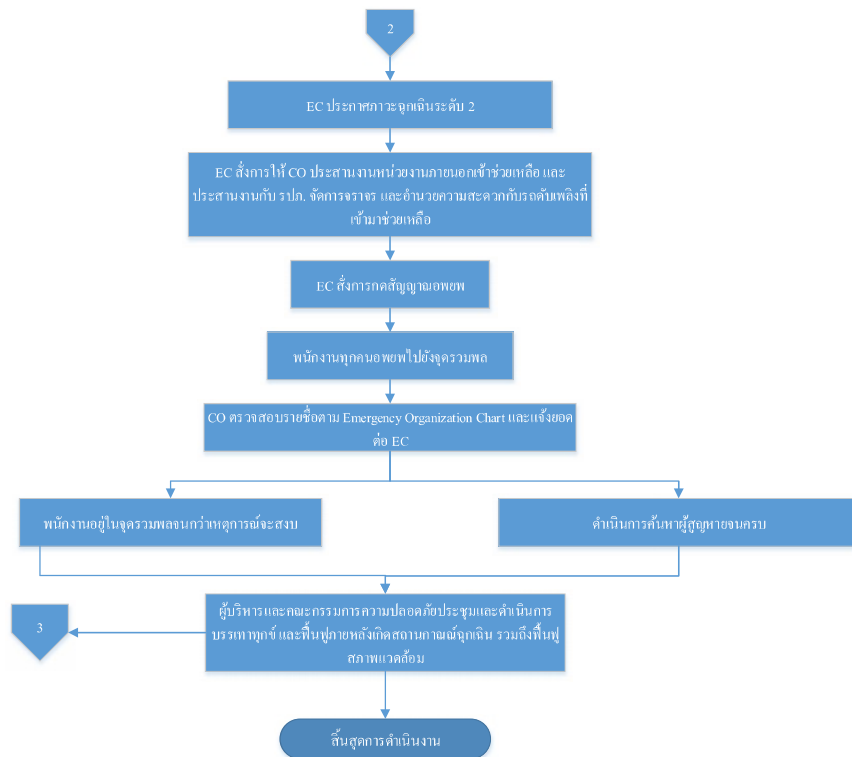 2
EC ประกาศภาวะฉุกเฉินระดับ 2
EC สั่งการให้ CO ประสานงานหน่วยงานภายนอกเข้าช่วยเหลือ และ
ประสานงานกับ รปภ. จัดการจราจร และอำนวยความสะดวกกับรถดับเพลิงที่
เข้ามาช่วยเหลือ
EC สั่งการกดสัญญาณอพยพ
พนักงานทุกคนอพยพไปยังจุดรวมพล
CO ตรวจสอบรายชื่อตาม Emergency Organization Chart และแจ้งยอด
ต่อ EC
พนักงานอยู่ในจุดรวมพลจนกว่าเหตุการณ์จะสงบ
ดำเนินการค้นหาผู้สูญหายจนครบ
ผู้บริหารและคณะกรรมการความปลอดภัยประชุมและดำเนินการ
บรรเทาทุกข์ และฟื้นฟูภายหลังเกิดสถานกาณณ์ฉุกเฉิน รวมถึงฟื้นฟู
สภาพแวดล้อม
3
สิ้นสุดการดำเนินงาน